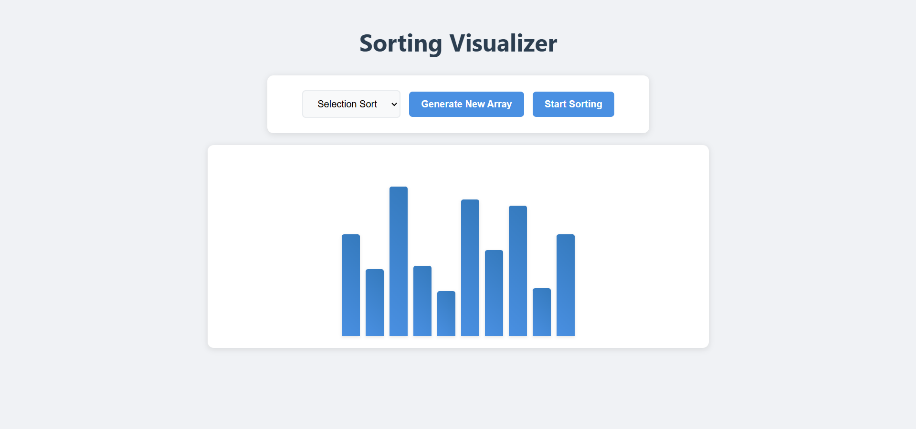 Sorting Visualizer
Selection Sort Generate New Array Start Sorting